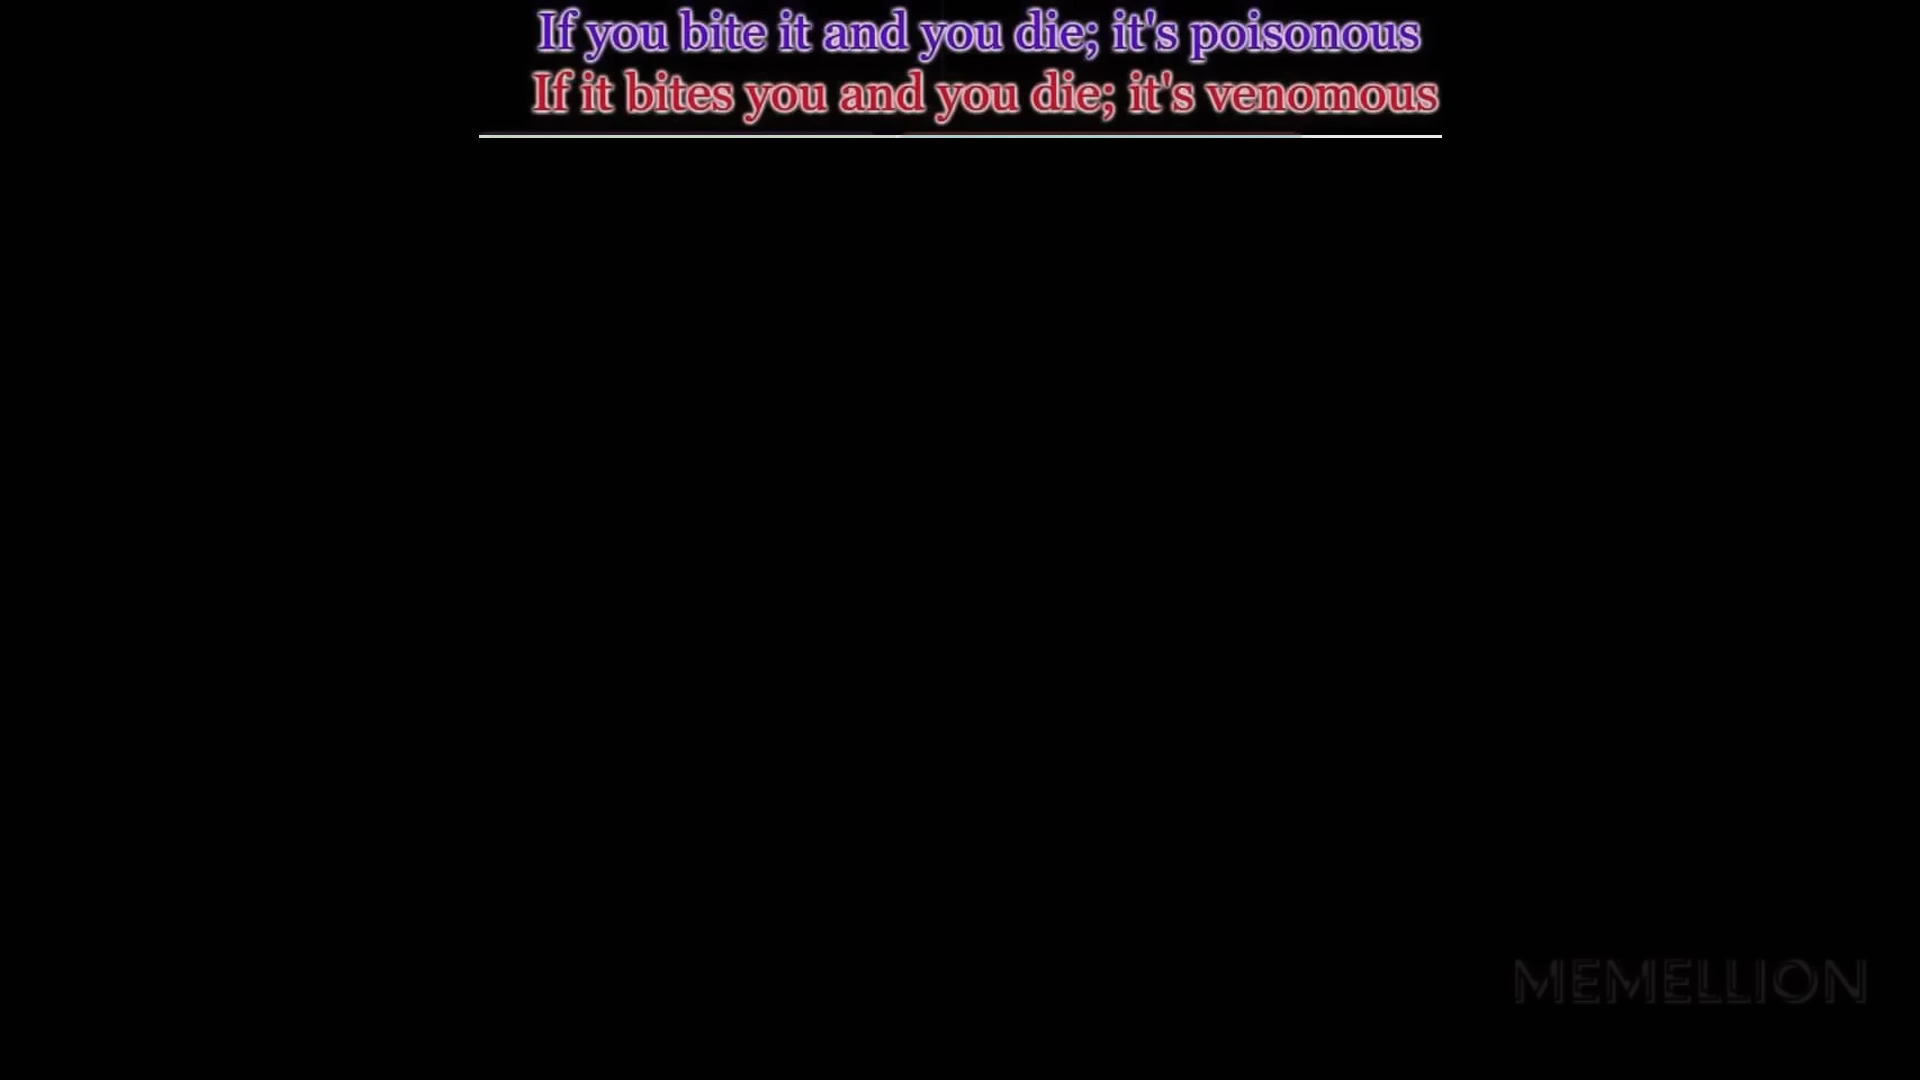 If you bite it and you die; it's poisonous
If it bites you and you die; it's venomous
MEMELLION